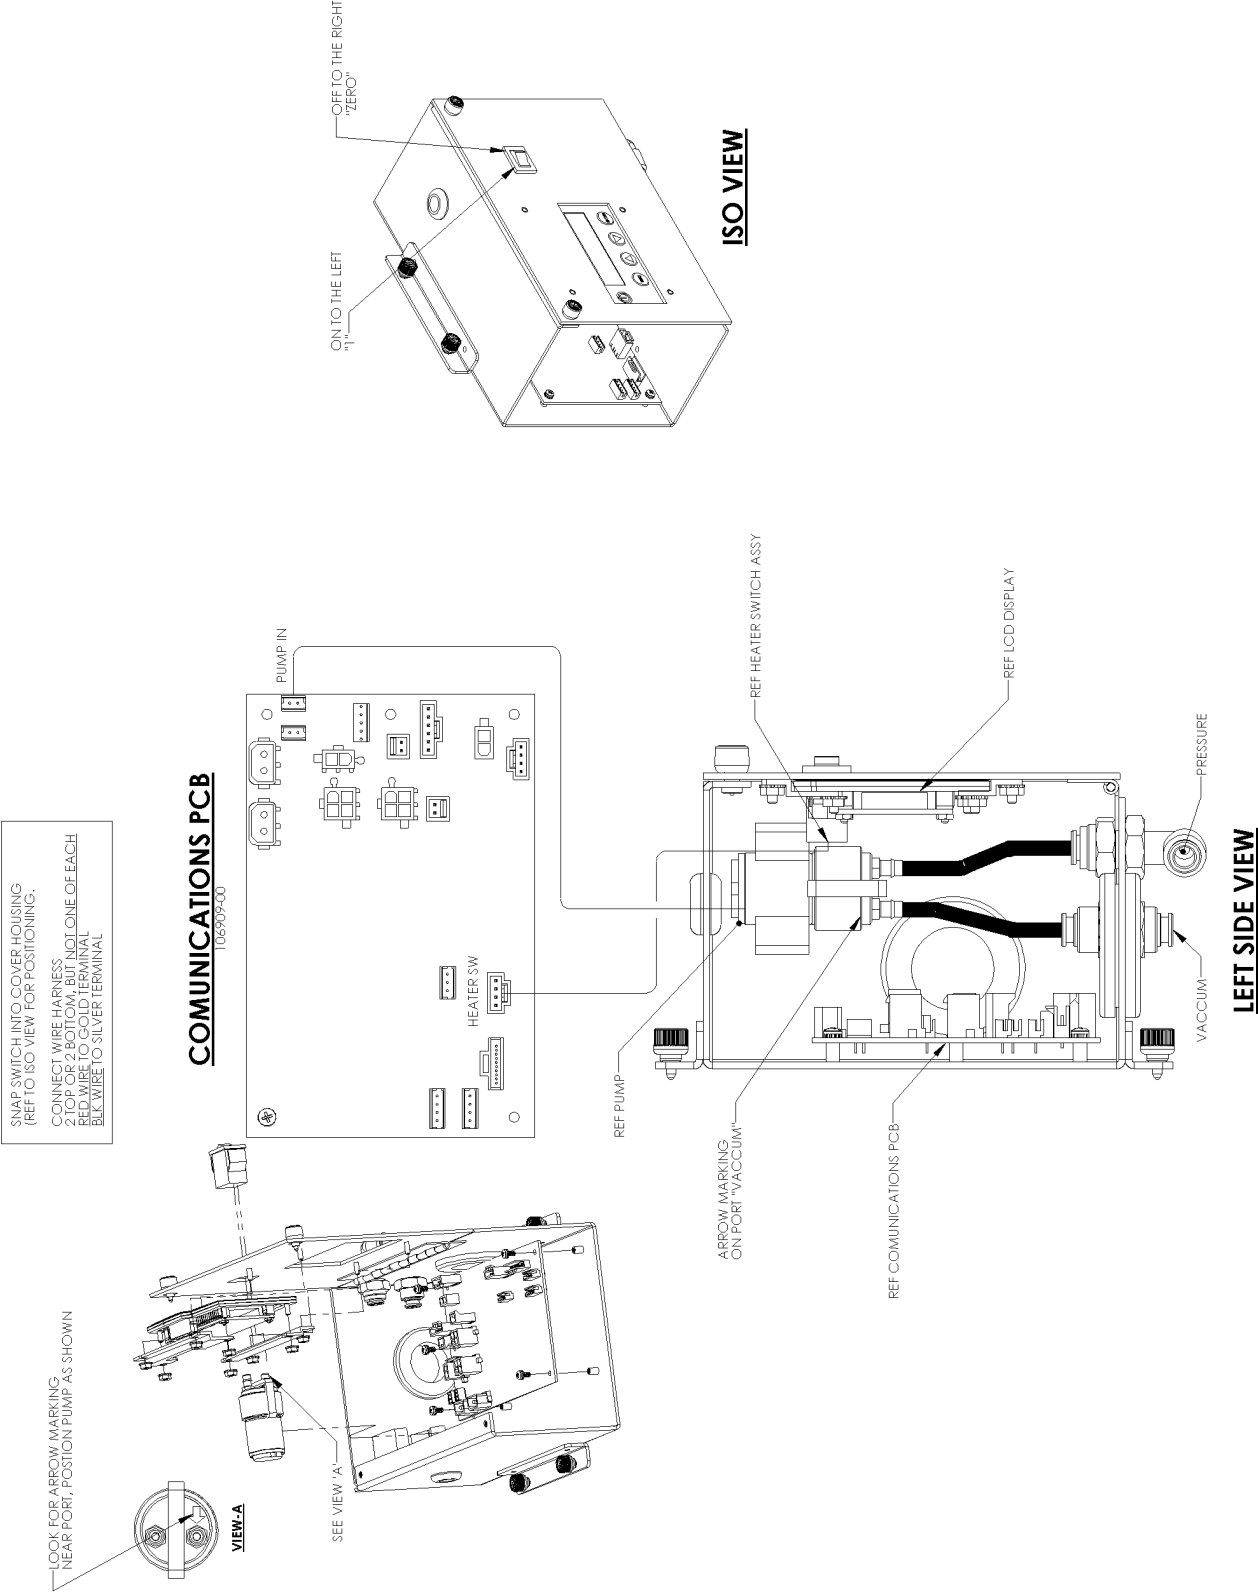 LOOK FOR ARROW MARKING
NEAR PORT, POSTION PUMP AS SHOWN
VIEW-A
SEE VIEW 'A'
SNAP SWITCH INTO COVER HOUSING
(REF TO ISO VIEW FOR POSITIONING.
CONNECT WIRE HARNESS
2 TOP OR 2 BOTTOM, BUT NOT ONE OF EACH
RED WIRE TO GOLD TERMINAL
BLK WIRE TO SILVER TERMINAL
COMUNICATIONS PCB
106909-00
PUMP IN
HEATER SW
ON TO THE LEFT
"1"
OFF TO THE RIGHT
"ZERO"
ISO VIEW
REF PUMP
ARROW MARKING
ON PORT "VACCUM"
REF COMUNICATIONS PCB
REF HEATER SWITCH ASSY
REF LCD DISPLAY
VACCUM
PRESSURE
LEFT SIDE VIEW